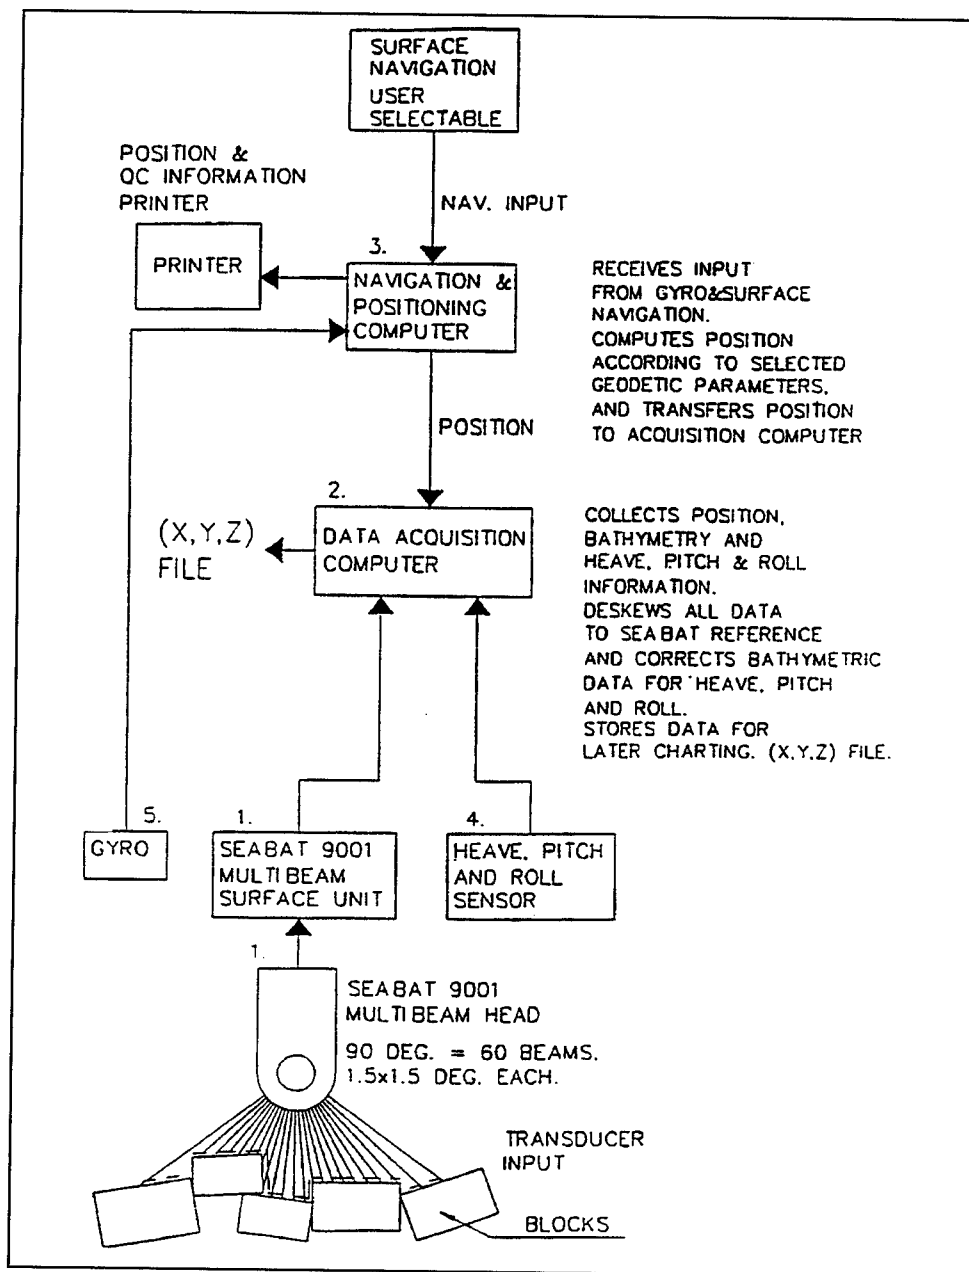 SURFACE
NAVIGATION
USER
SELECTABLE
POSITION &
QC INFORMATION
PRINTER
NAV. INPUT
PRINTER
3.
NAVIGATION &
POSITIONING
COMPUTER
RECEIVES INPUT
FROM GYRO&SURFACE
NAVIGATION.
COMPUTES POSITION
ACCORDING TO SELECTED
GEODETIC PARAMETERS,
AND TRANSFERS POSITION
TO ACQUISITION COMPUTER
POSITION
2.
DATA ACQUISITION
COMPUTER
(X,Y,Z)
FILE
COLLECTS POSITION,
BATHYMETRY AND
HEAVE, PITCH & ROLL
INFORMATION.
DESKEWS ALL DATA
TO SEABAT REFERENCE
AND CORRECTS BATHYMETRIC
DATA FOR HEAVE, PITCH
AND ROLL.
STORES DATA FOR
LATER CHARTING. (X,Y,Z) FILE.
5.
GYRO
1.
SEABAT 9001
MULTIBEAM
SURFACE UNIT
4.
HEAVE, PITCH
AND ROLL
SENSOR
1.
SEABAT 9001
MULTIBEAM HEAD
90 DEG. = 60 BEAMS.
1.5x1.5 DEG. EACH.
TRANSDUCER
INPUT
BLOCKS